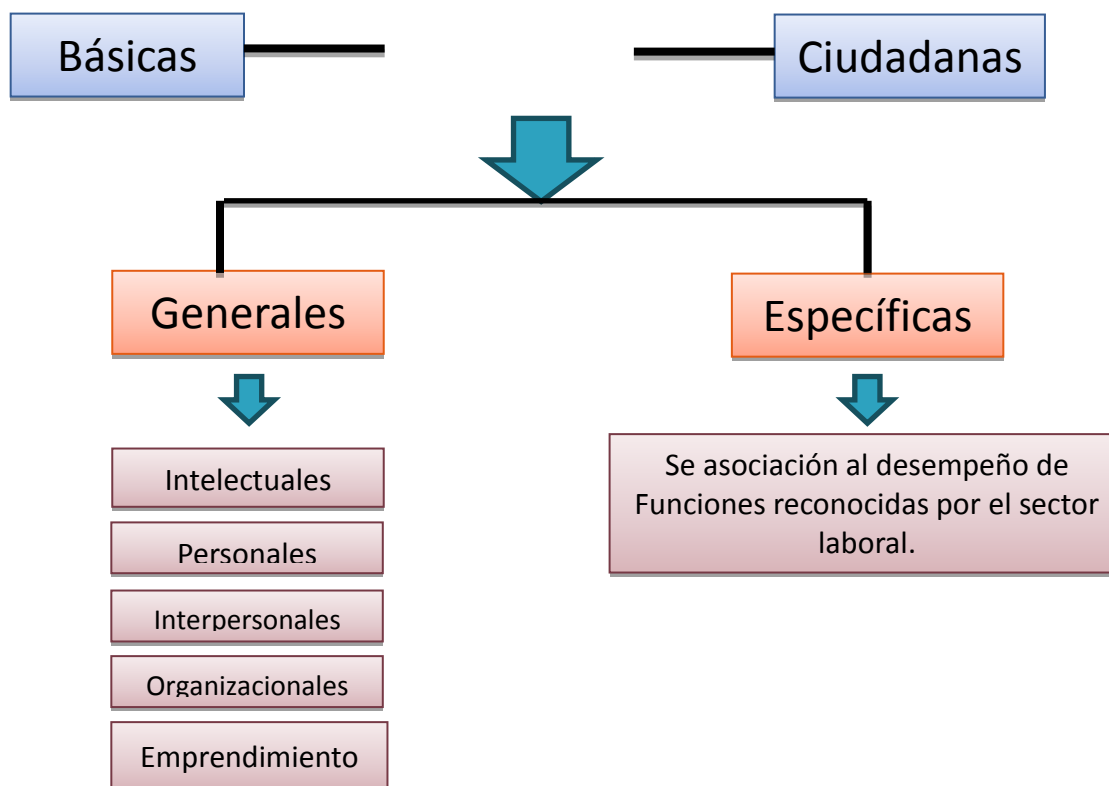 Básicas
Ciudadanas
Generales
Específicas
Intelectuales
Personales
Interpersonales
Organizacionales
Emprendimiento
Se asociación al desempeño de
Funciones reconocidas por el sector
laboral.